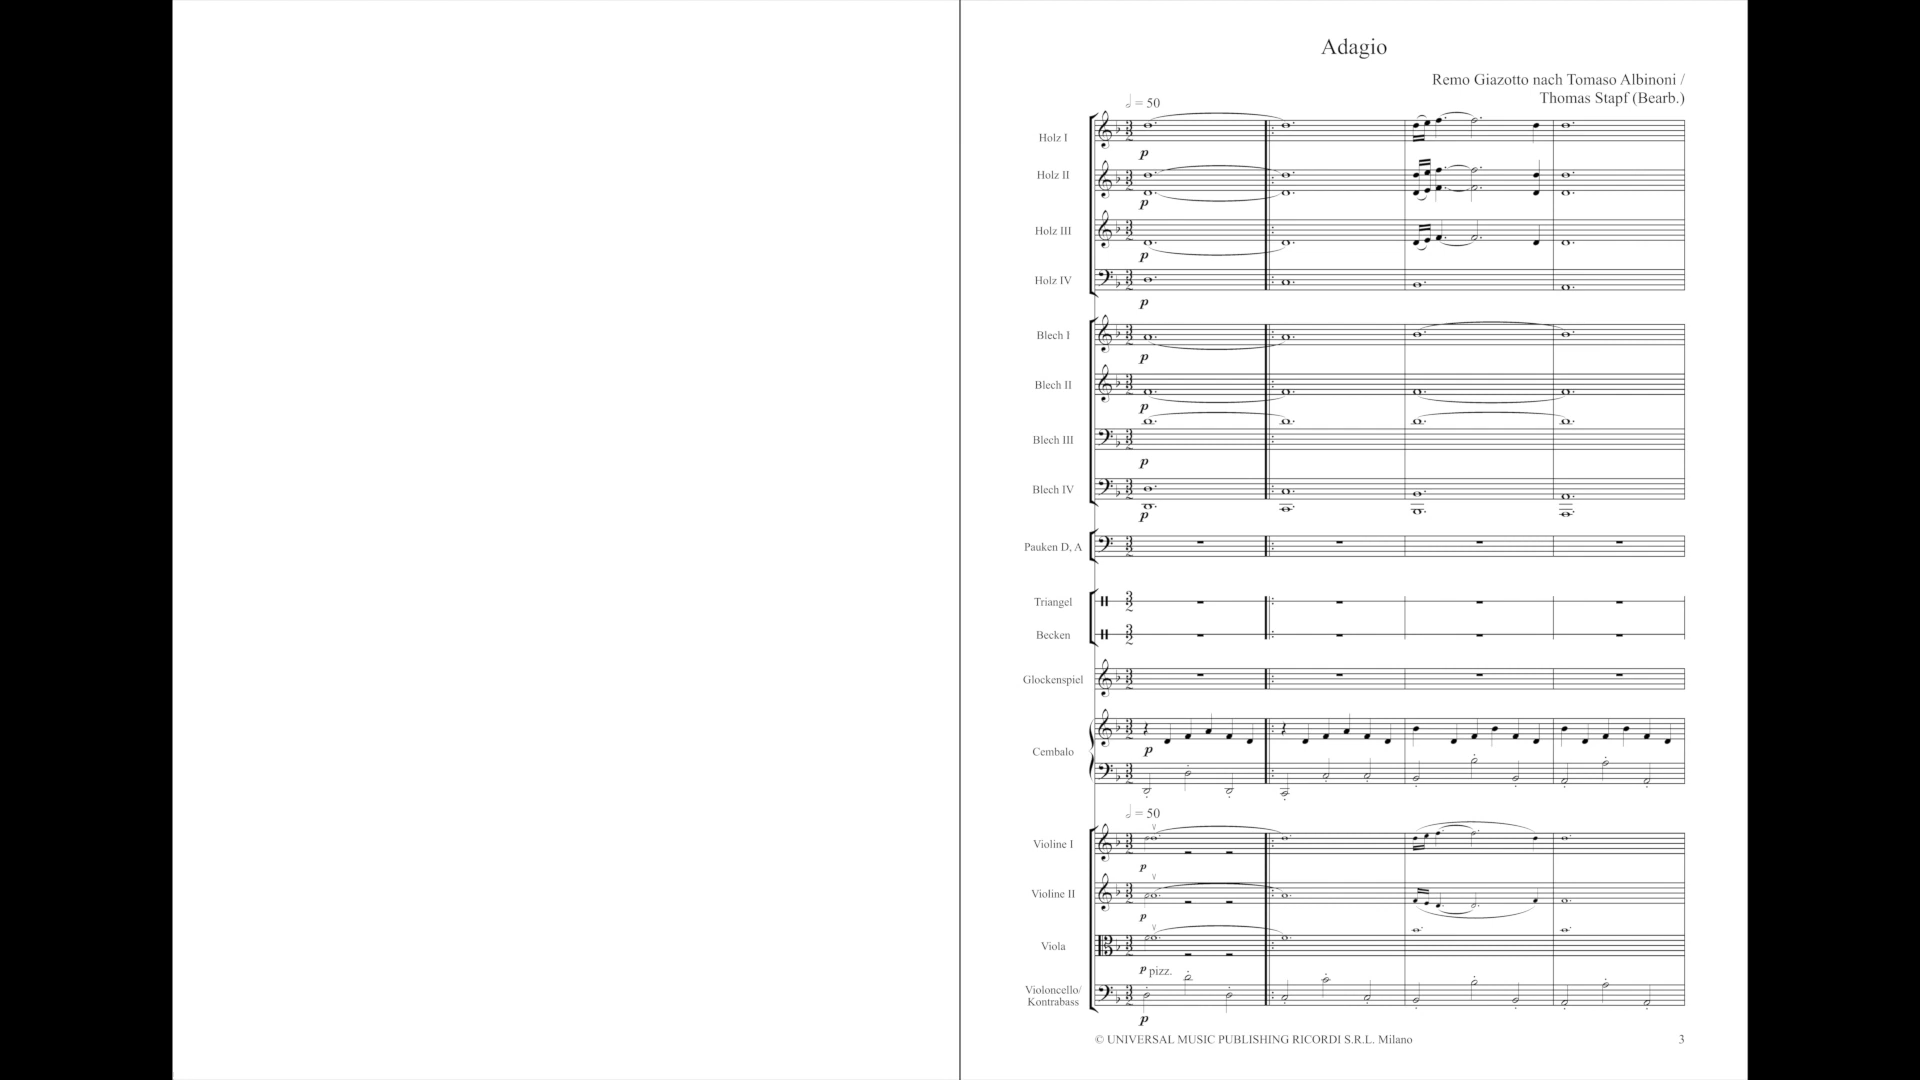 Adagio
Remo Giazotto nach Tomaso Albinoni /
Thomas Stapf (Bearb.)
= 50
Holz I
p
Holz II
p
Holz III
p
Holz IV
p
Blech I
p
Blech II
p
Blech III
p
Blech IV
p
Pauken D, A
Triangel
Becken
Glockenspiel
Cembalo
p
= 50
Violine I
p
Violine II
p
Viola
p pizz.
Violoncello/
Kontrabass
p
© UNIVERSAL MUSIC PUBLISHING RICORDI S.R.L. Milano
3